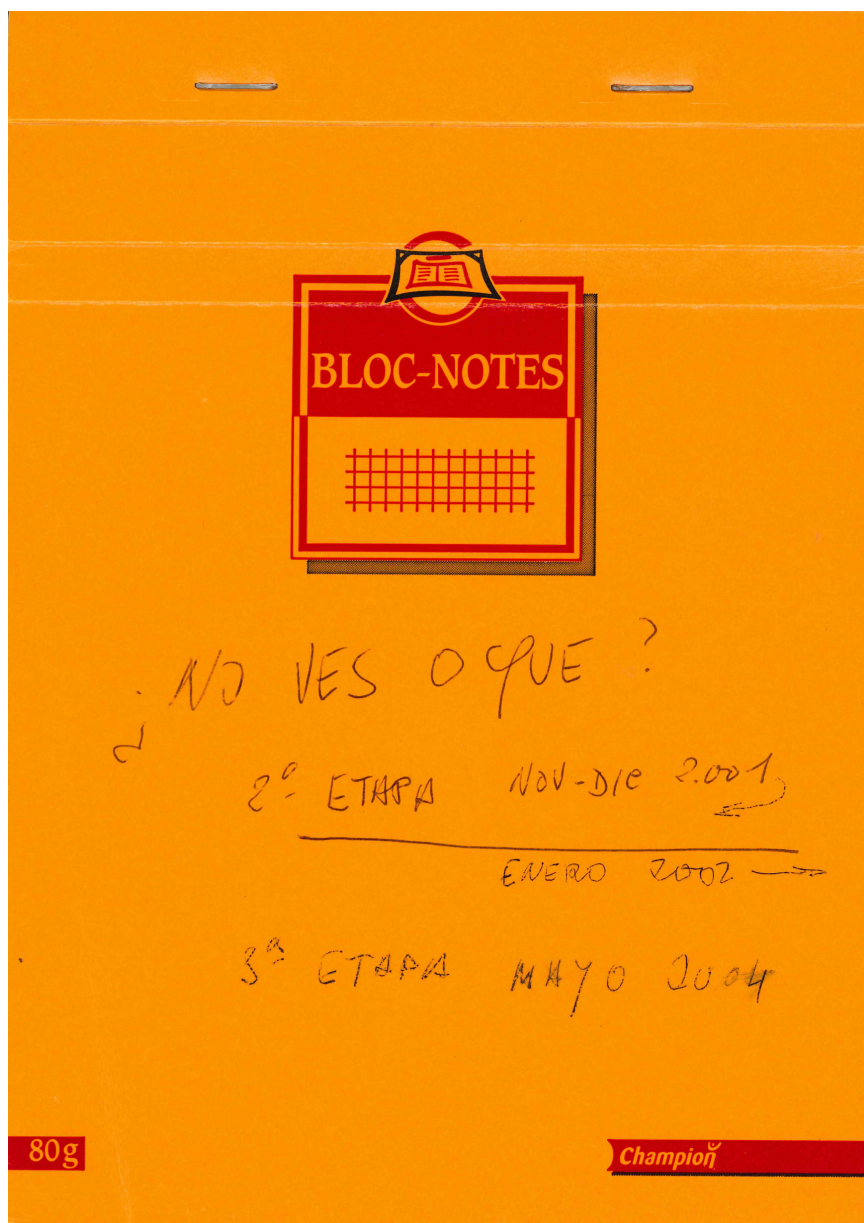 BLOC-NOTES
¿NO VES O QUE?
2ª ETAPA NOV-DIC 2.001
ENERO 2002
3ª ETAPA MAYO 2004
80g
Champion